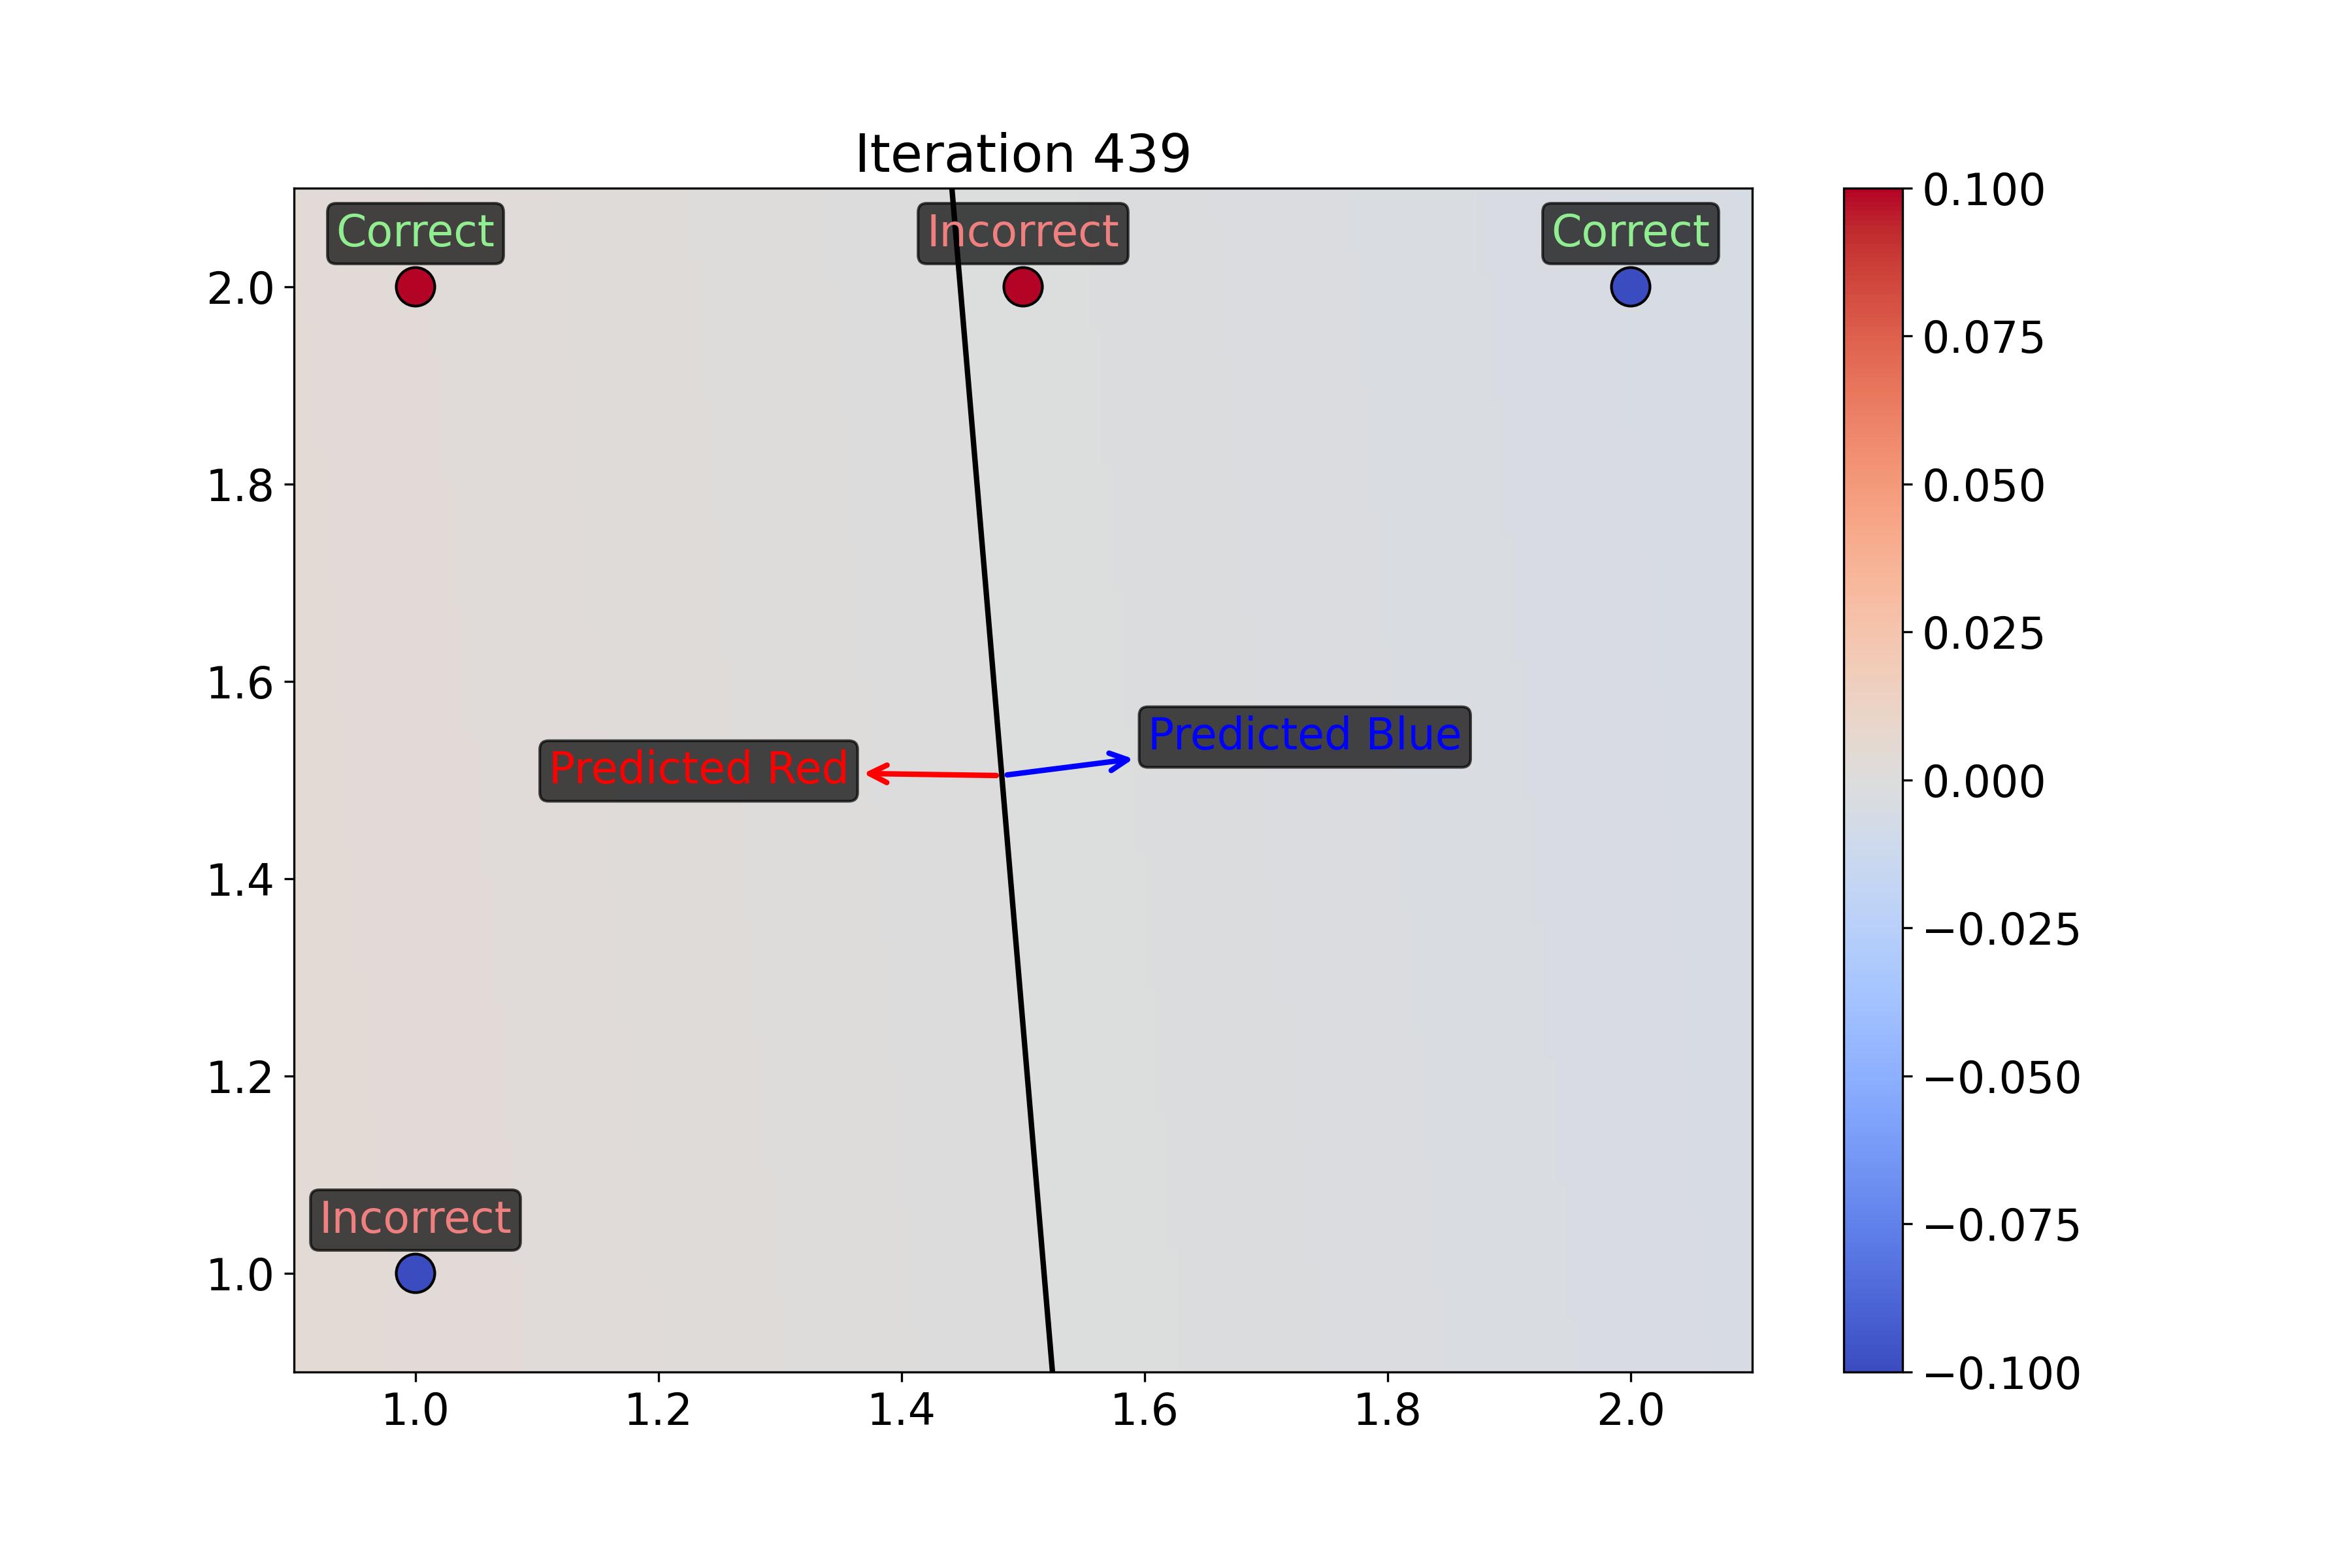 Iteration 439
Correct
Incorrect
Correct
Predicted Blue
Predicted Red
Incorrect
2.0
1.8
1.6
1.4
1.2
1.0
1.0 1.2 1.4 1.6 1.8 2.0
0.100
0.075
0.050
0.025
0.000
−0.025
−0.050
−0.075
−0.100